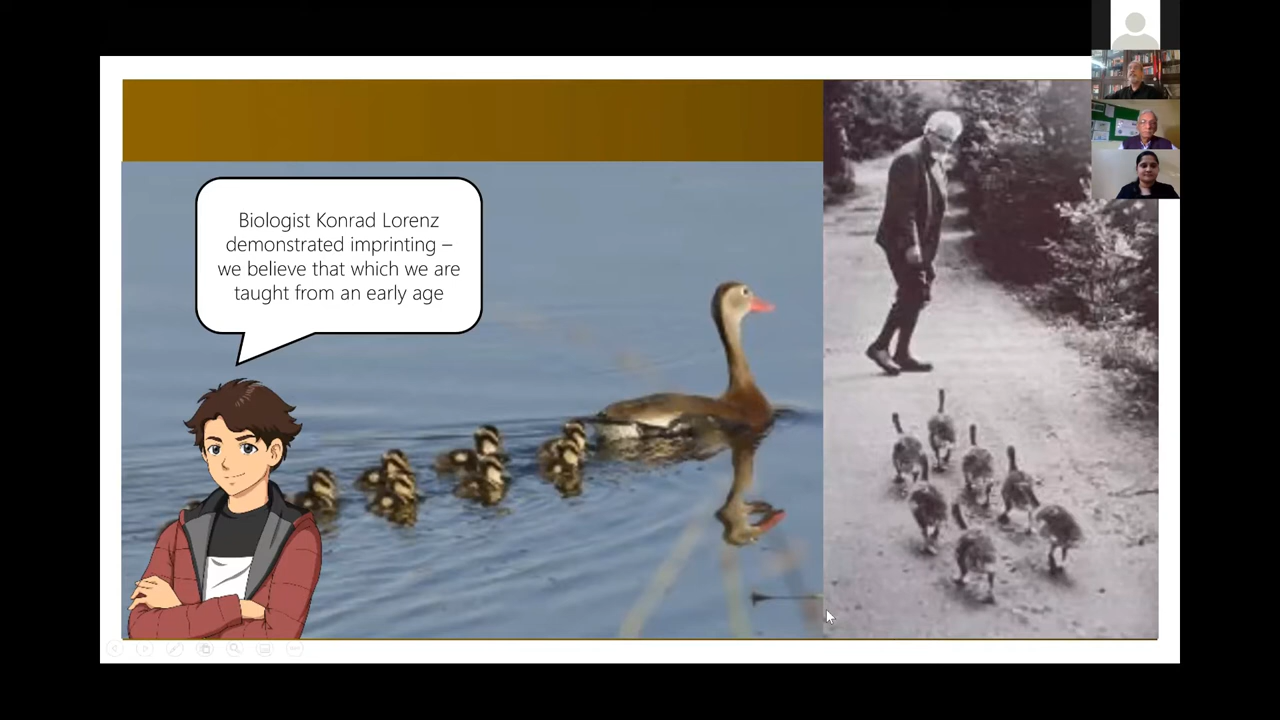 Biologist Konrad Lorenz
demonstrated imprinting –
we believe that which we are
taught from an early age